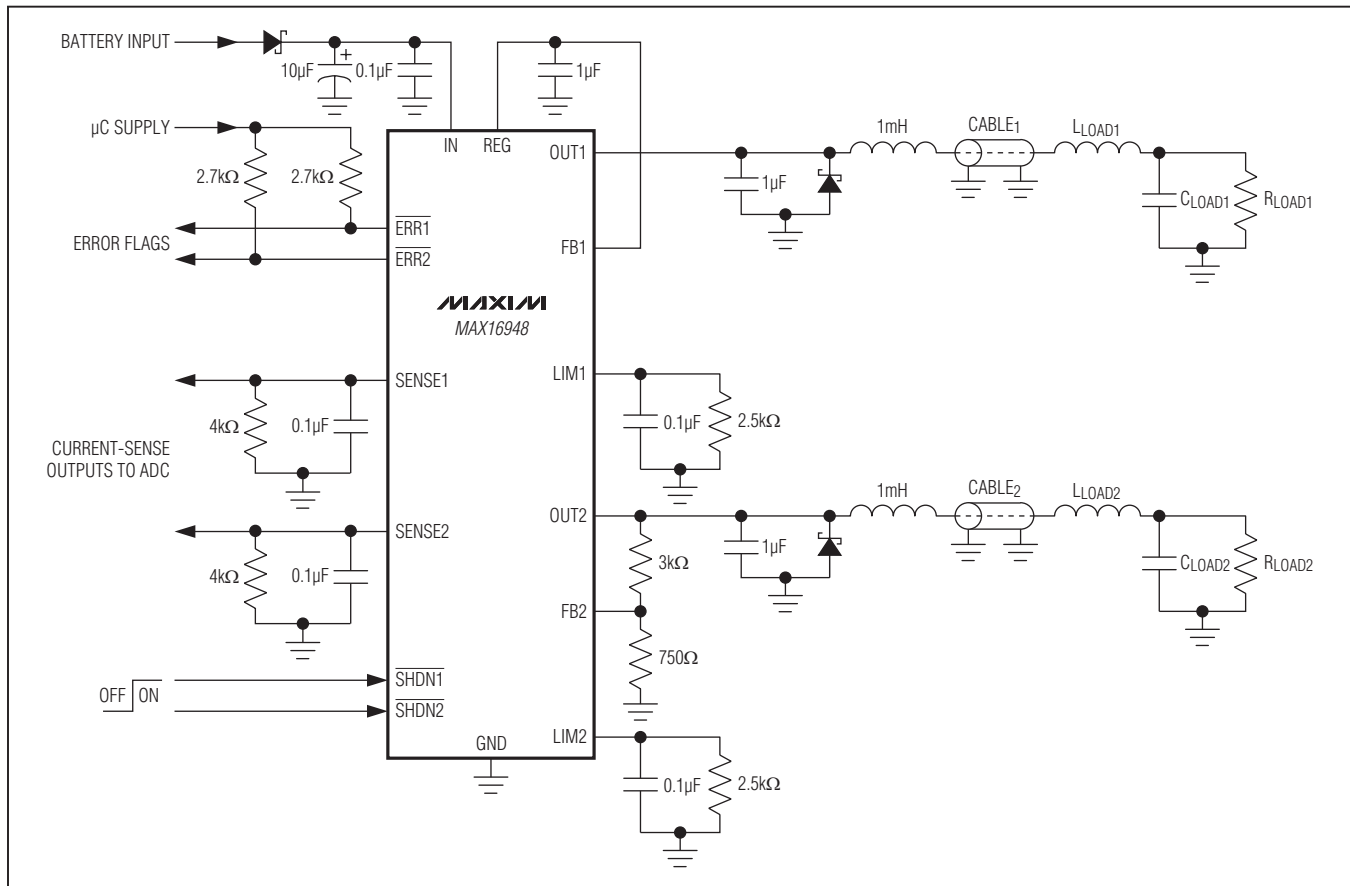 BATTERY INPUT
10µF
+
0.1µF
1µF
µC SUPPLY
IN
REG
2.7kΩ
2.7kΩ
OUT1
1µF
1mH
CABLE1
LLOAD1
CLOAD1
RLOAD1
ERR1
ERROR FLAGS
ERR2
FB1
MAXIM
MAX16948
SENSE1
4kΩ
0.1µF
LIM1
0.1µF
2.5kΩ
CURRENT-SENSE
OUTPUTS TO ADC
SENSE2
4kΩ
0.1µF
OUT2
3kΩ
1µF
1mH
CABLE2
LLOAD2
CLOAD2
RLOAD2
FB2
750Ω
OFF
ON
SHDN1
SHDN2
GND
LIM2
0.1µF
2.5kΩ